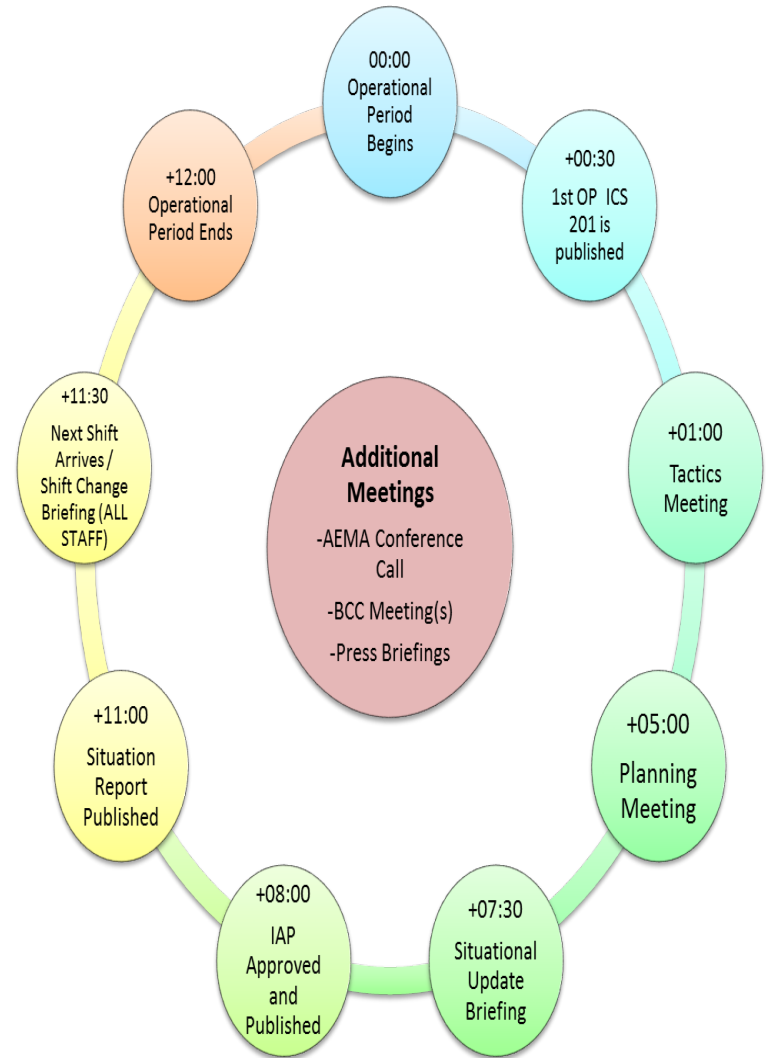 00:00
Operational
Period
Begins
+00:30
1st OP  ICS
201 is
published
+01:00
Tactics
Meeting
+05:00
Planning
Meeting
+07:30
Situational
Update
Briefing
+08:00
IAP
Approved
and
Published
+11:00
Situation
Report
Published
+11:30
Next Shift
Arrives /
Shift Change
Briefing (ALL
STAFF)
+12:00
Operational
Period Ends
Additional
Meetings
-AEMA Conference
Call
-BCC Meeting(s)
-Press Briefings